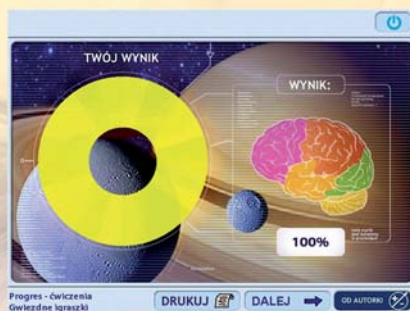 TWÓJ WYNIK
WYNIK:
100%
Progres - ćwiczenia
Gwiezdne igraszki
DRUKUJ
DALEJ
OD AUTORKI